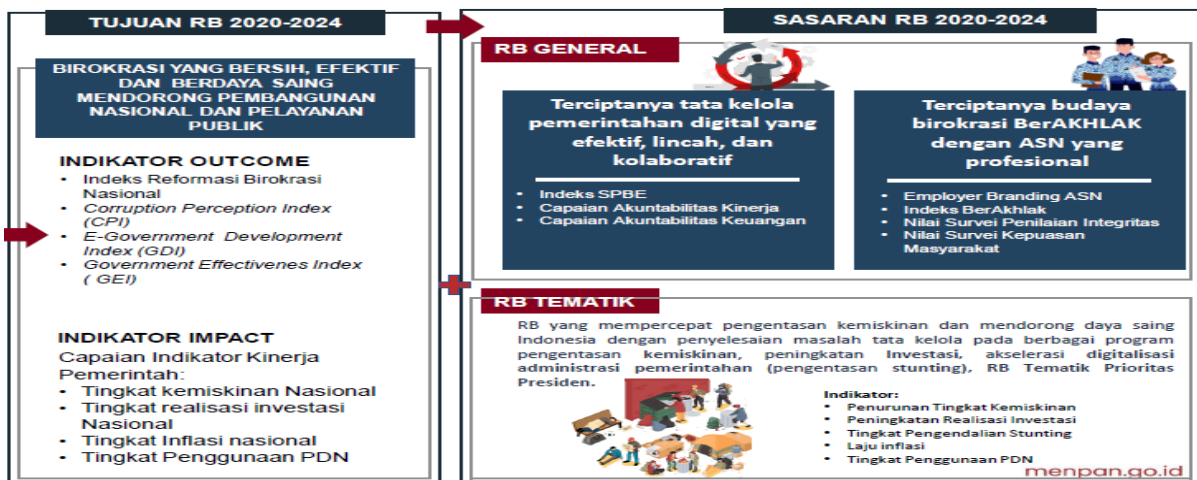 TUJUAN RB 2020-2024
BIROKRASI YANG BERSIH, EFEKTIF
DAN BERDAYA SAING
MENDORONG PEMBANGUNAN
NASIONAL DAN PELAYANAN
PUBLIK
INDIKATOR OUTCOME
• Indeks Reformasi Birokrasi
Nasional
• Corruption Perception Index
(CPI)
• E-Government Development
Index (GDI)
• Government Effectivenes Index
( GEI)
INDIKATOR IMPACT
Capaian Indikator Kinerja
Pemerintah:
• Tingkat kemiskinan Nasional
• Tingkat realisasi investasi
Nasional
• Tingkat Inflasi nasional
• Tingkat Penggunaan PDN
SASARAN RB 2020-2024
RB GENERAL
Terciptanya tata kelola
pemerintahan digital yang
efektif, lincah, dan
kolaboratif
• Indeks SPBE
• Capaian Akuntabilitas Kinerja
• Capaian Akuntabilitas Keuangan
Terciptanya budaya
birokrasi BerAKHLAK
dengan ASN yang
profesional
• Employer Branding ASN
• Indeks BerAkhlak
• Nilai Survei Penilaian Integritas
• Nilai Survei Kepuasan
Masyarakat
RB TEMATIK
RB yang mempercepat pengentasan kemiskinan dan mendorong daya saing
Indonesia dengan penyelesaian masalah tata kelola pada berbagai program
pengentasan kemiskinan, peningkatan Investasi, akselerasi digitalisasi
administrasi pemerintahan (pengentasan stunting), RB Tematik Prioritas
Presiden.
Indikator:
• Penurunan Tingkat Kemiskinan
• Peningkatan Realisasi Investasi
• Tingkat Pengendalian Stunting
• Laju inflasi
• Tingkat Penggunaan PDN
menpan.go.id